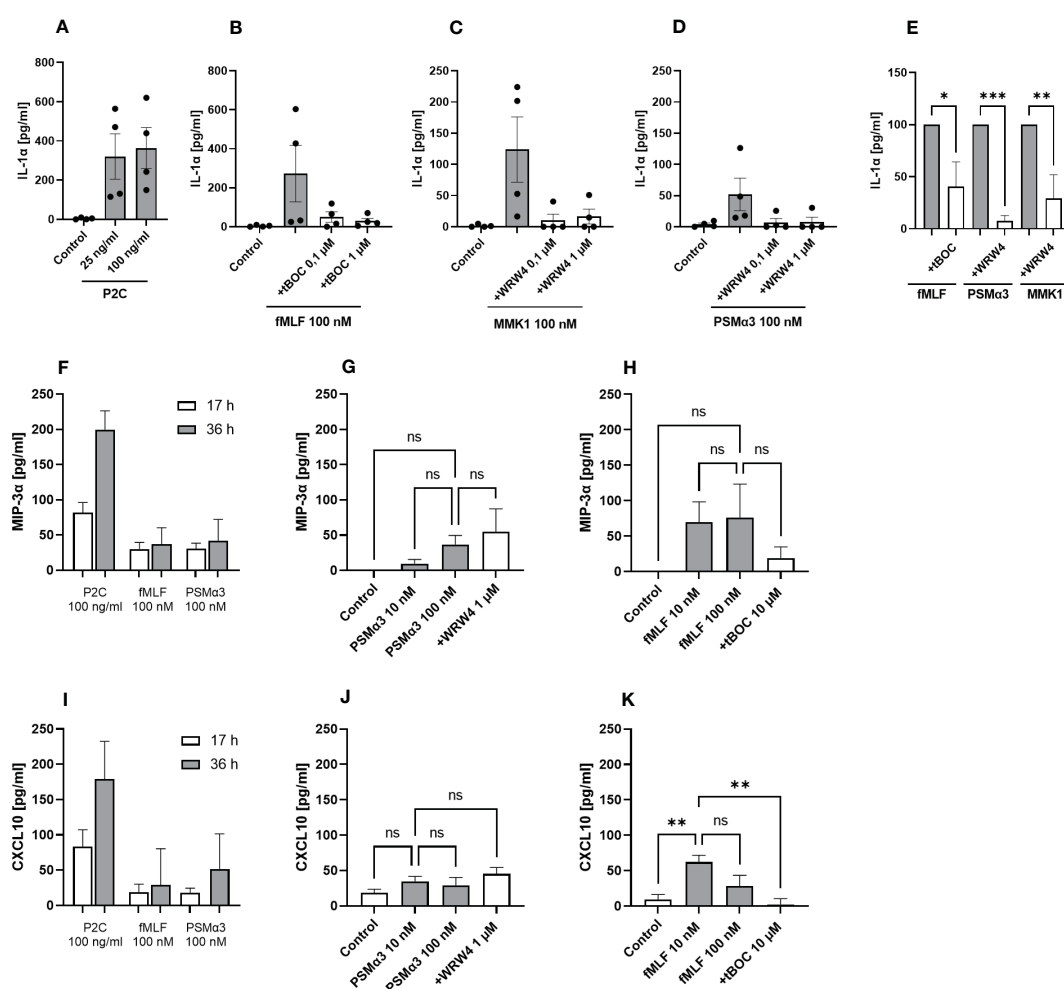 A
IL-1α [pg/ml]
800
600
400
200
0
Control
25 ng/ml
100 ng/ml
P2C
B
IL-1α [pg/ml]
800
600
400
200
0
Control
+tBOC 0,1 µM
+tBOC 1 µM
fMLF 100 nM
C
IL-1α [pg/ml]
250
200
150
100
50
0
Control
+WRW4 0,1 µM
+WRW4 1 µM
MMK1 100 nM
D
IL-1α [pg/ml]
250
200
150
100
50
0
Control
+WRW4 0,1 µM
+WRW4 1 µM
PSMα3 100 nM
E
IL-1α [pg/ml]
150
100
50
0
*
***
**
+tBOC
+WRW4
+WRW4
fMLF
PSMα3
MMK1
F
MIP-3α [pg/ml]
250
200
150
100
50
0
17 h
36 h
P2C
100 ng/ml
fMLF
100 nM
PSMα3
100 nM
G
MIP-3α [pg/ml]
250
200
150
100
50
0
ns
ns
ns
Control
PSMα3 10 nM
PSMα3 100 nM
+WRW4 1 µM
H
MIP-3α [pg/ml]
250
200
150
100
50
0
ns
ns
ns
Control
fMLF 10 nM
fMLF 100 nM
+tBOC 10 µM
I
CXCL10 [pg/ml]
250
200
150
100
50
0
17 h
36 h
P2C
100 ng/ml
fMLF
100 nM
PSMα3
100 nM
J
CXCL10 [pg/ml]
250
200
150
100
50
0
ns
ns
ns
Control
PSMα3 10 nM
PSMα3 100 nM
+WRW4 1 µM
K
CXCL10 [pg/ml]
250
200
150
100
50
0
**
**
ns
Control
fMLF 10 nM
fMLF 100 nM
+tBOC 10 µM